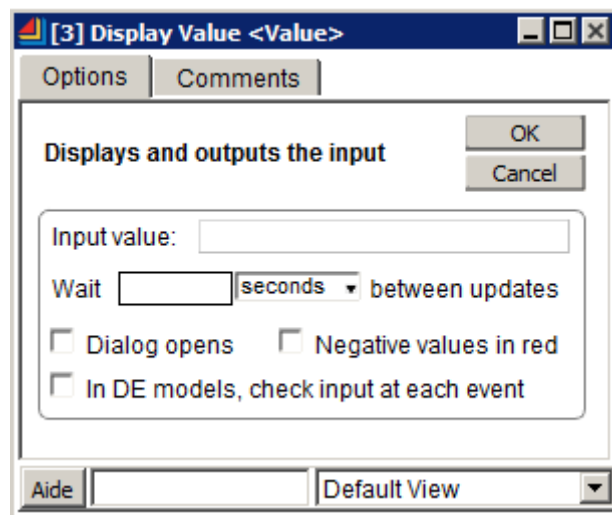 [3] Display Value <Value>
Options Comments
Displays and outputs the input
OK
Cancel
Input value:
Wait seconds between updates
Dialog opens Negative values in red
In DE models, check input at each event
Aide Default View